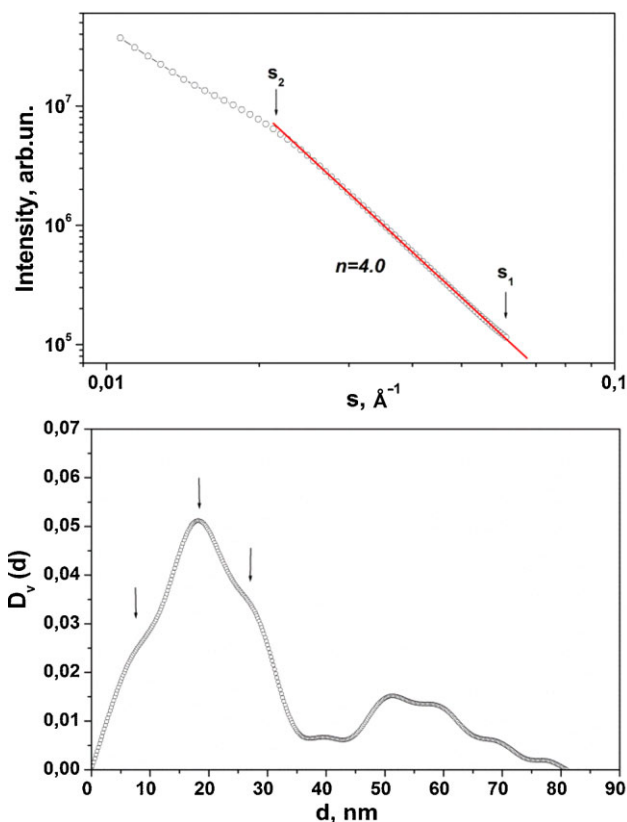 Intensity, arb.un.
10⁷
10⁶
10⁵
s₂
n=4.0
s₁
0,01
0,1
s, Å⁻¹
Dᵥ (d)
0,07
0,06
0,05
0,04
0,03
0,02
0,01
0,00
0 10 20 30 40 50 60 70 80 90
d, nm